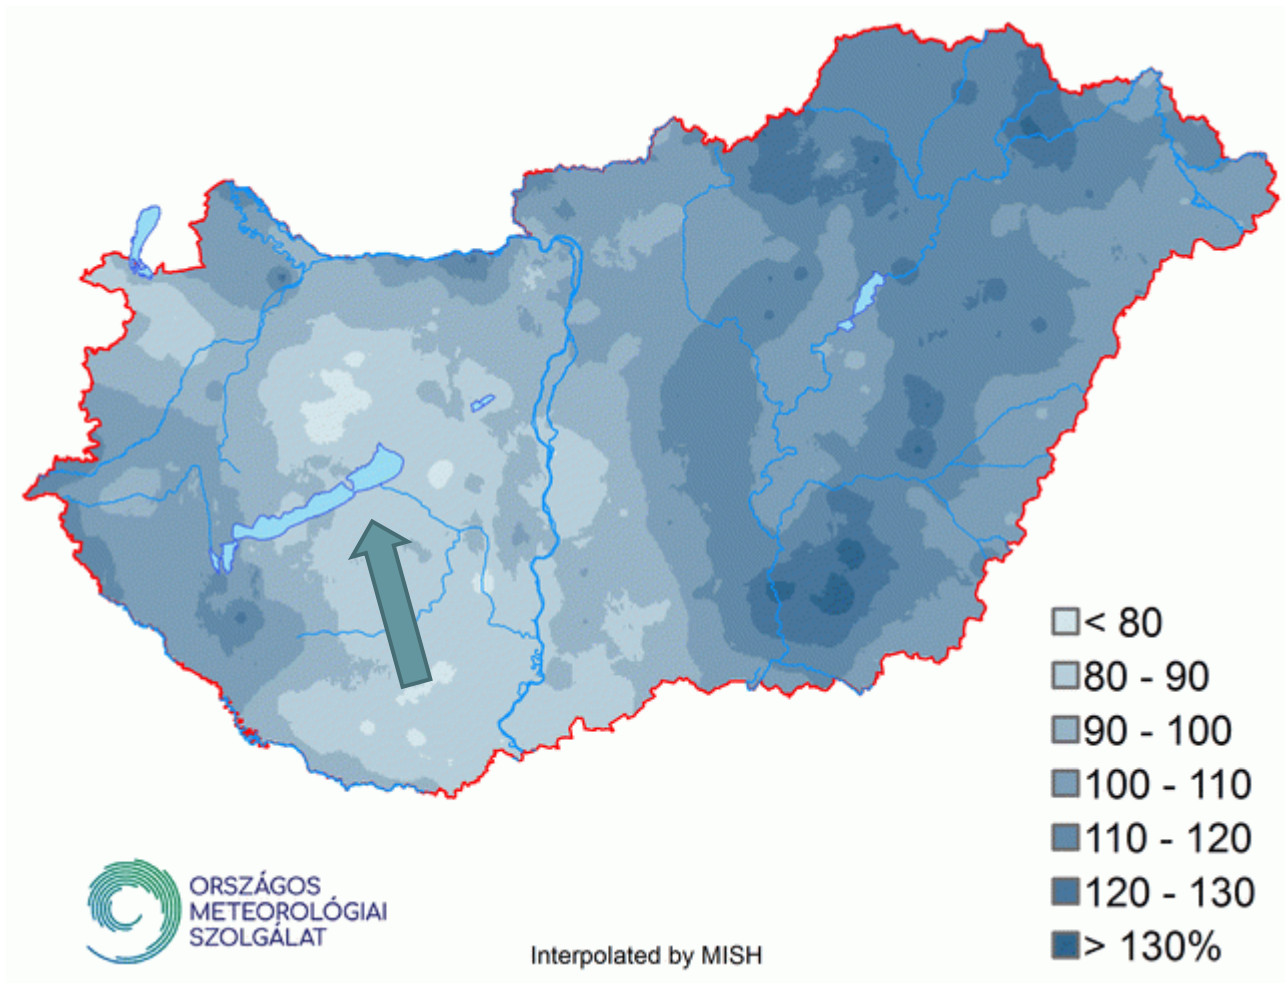 < 80
80 - 90
90 - 100
100 - 110
110 - 120
120 - 130
> 130%
ORSZÁGOS
METEOROLÓGIAI
SZOLGÁLAT
Interpolated by MISH